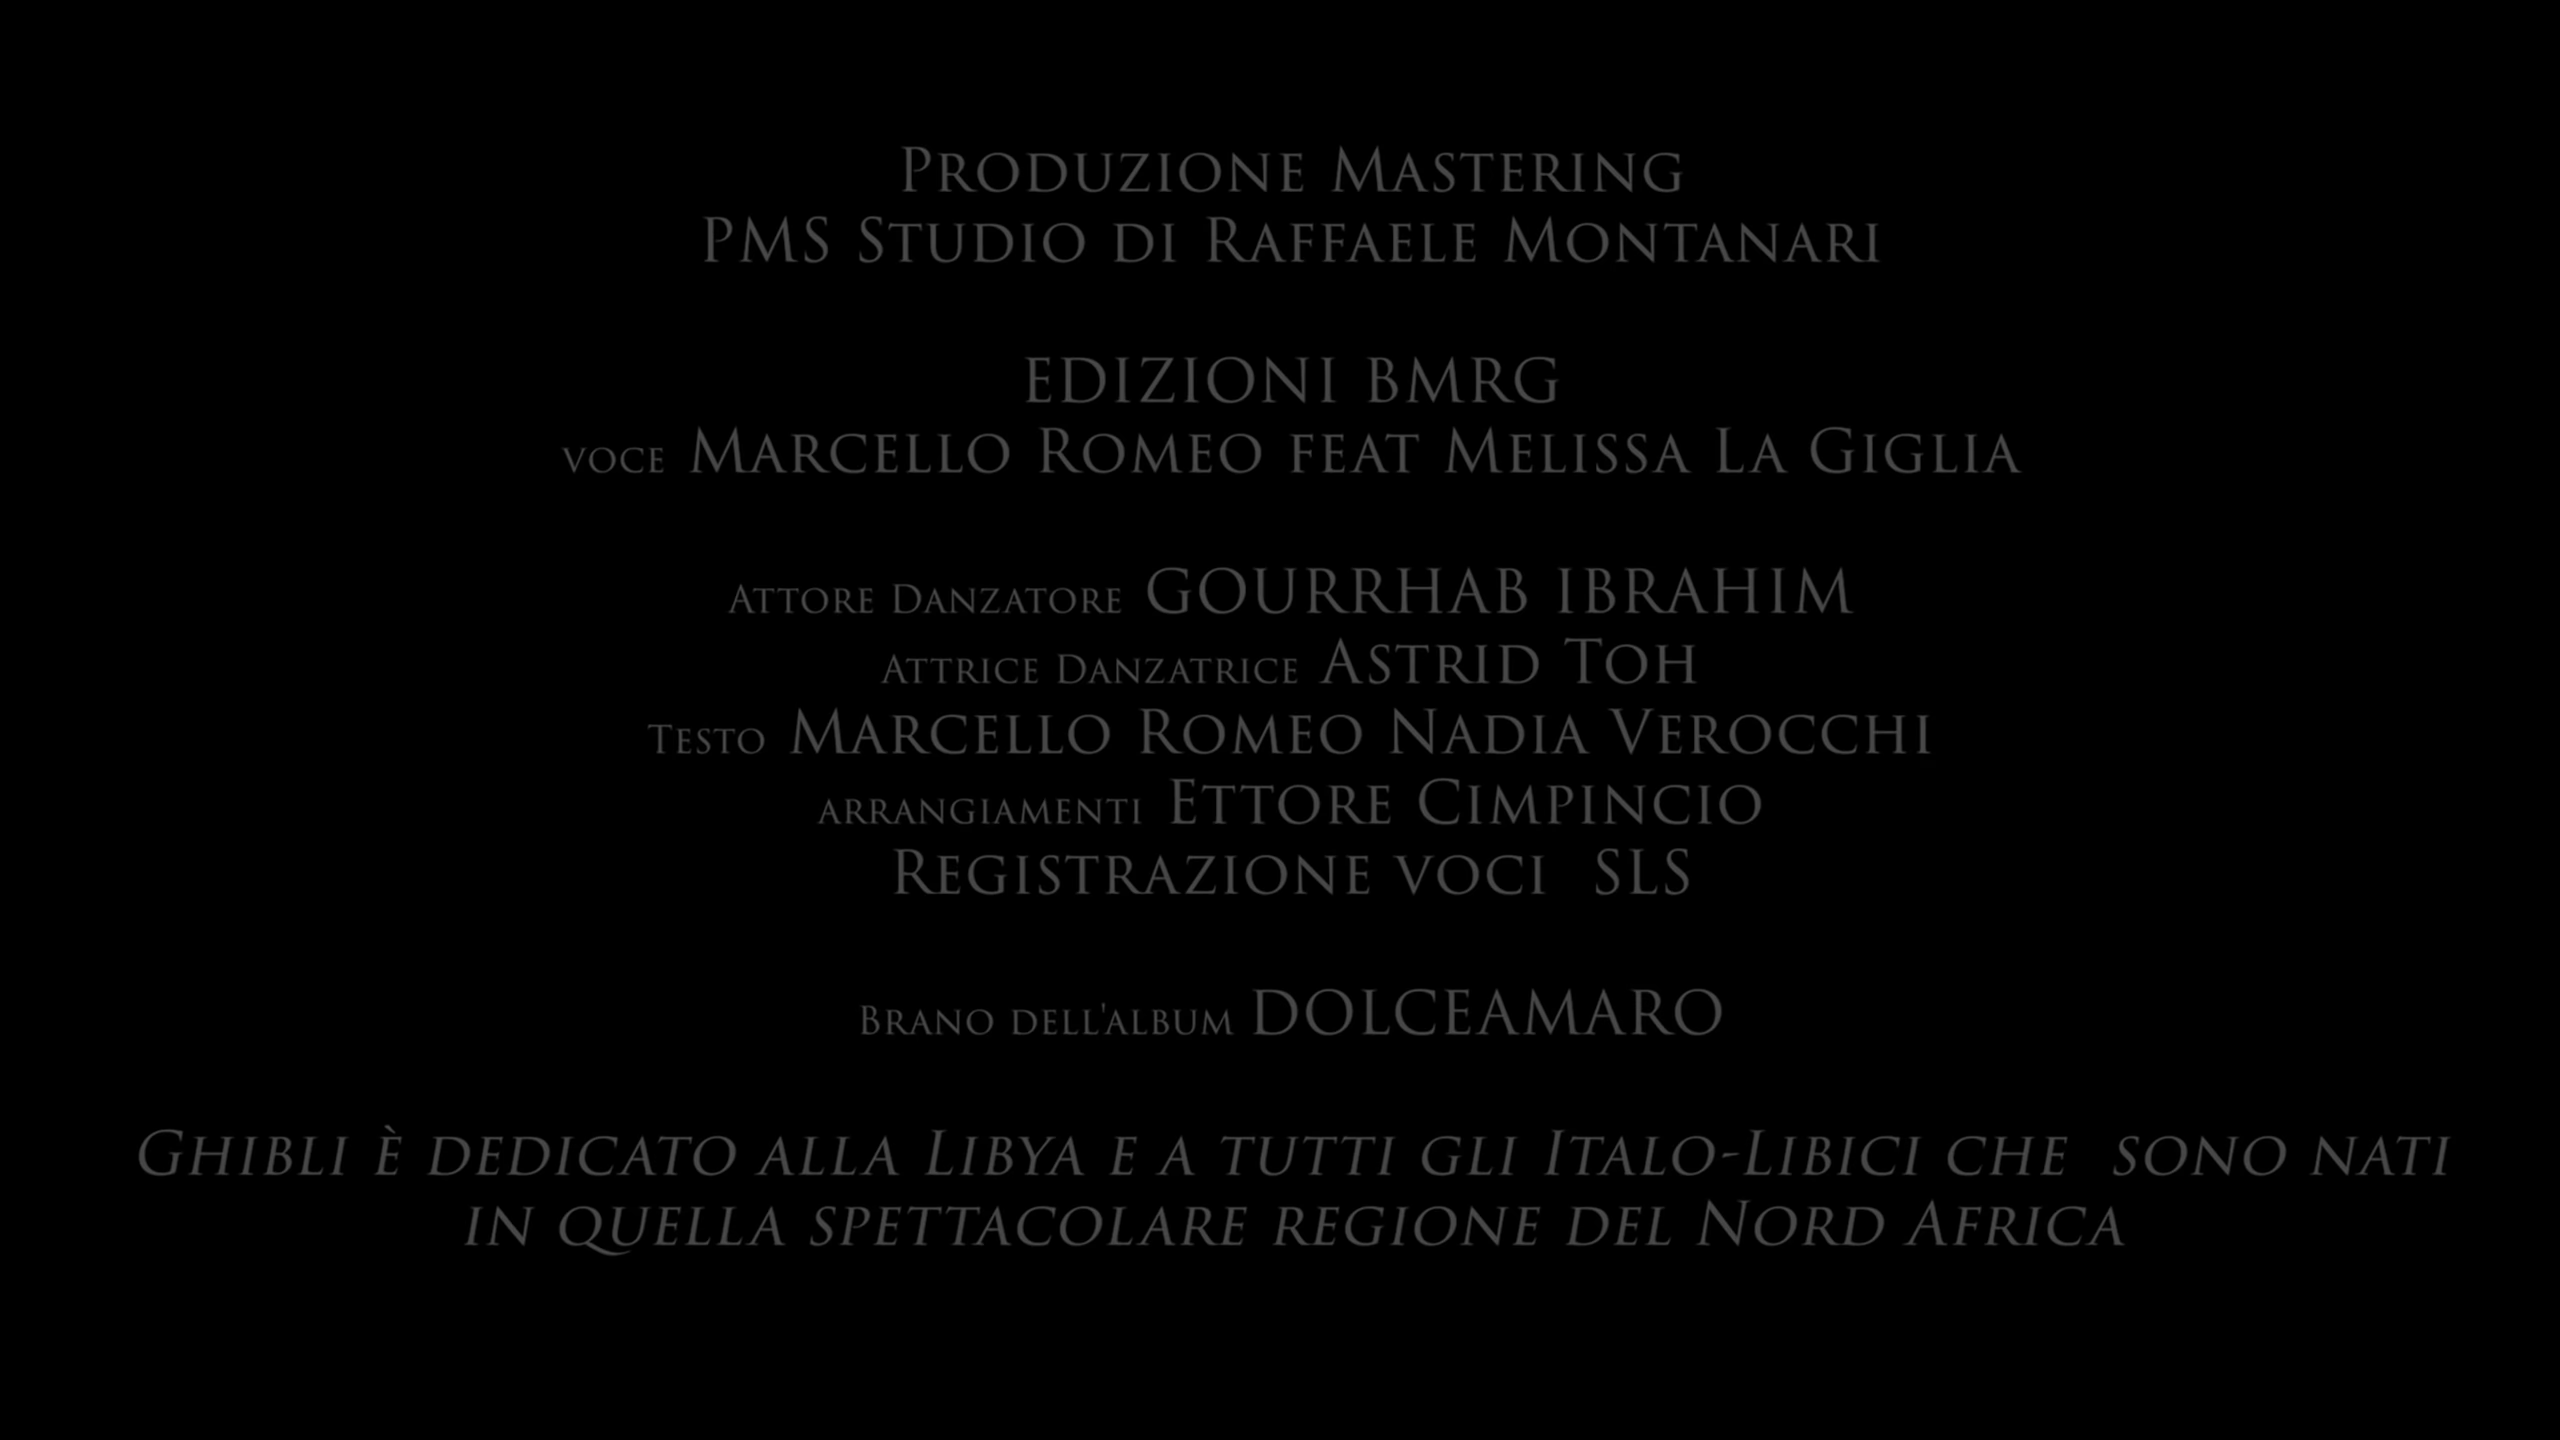 Produzione Mastering
PMS Studio di Raffaele Montanari
EDIZIONI BMRG
voce Marcello Romeo feat Melissa La Giglia
Attore Danzatore GOURRHAB IBRAHIM
Attrice Danzatrice Astrid Toh
Testo Marcello Romeo Nadia Verocchi
arrangiamenti Ettore Cimpincio
Registrazione voci SLS
Brano dell'album DOLCEAMARO
Ghibli è dedicato alla Libya e a tutti gli Italo-Libici che sono nati
in quella spettacolare regione del Nord Africa